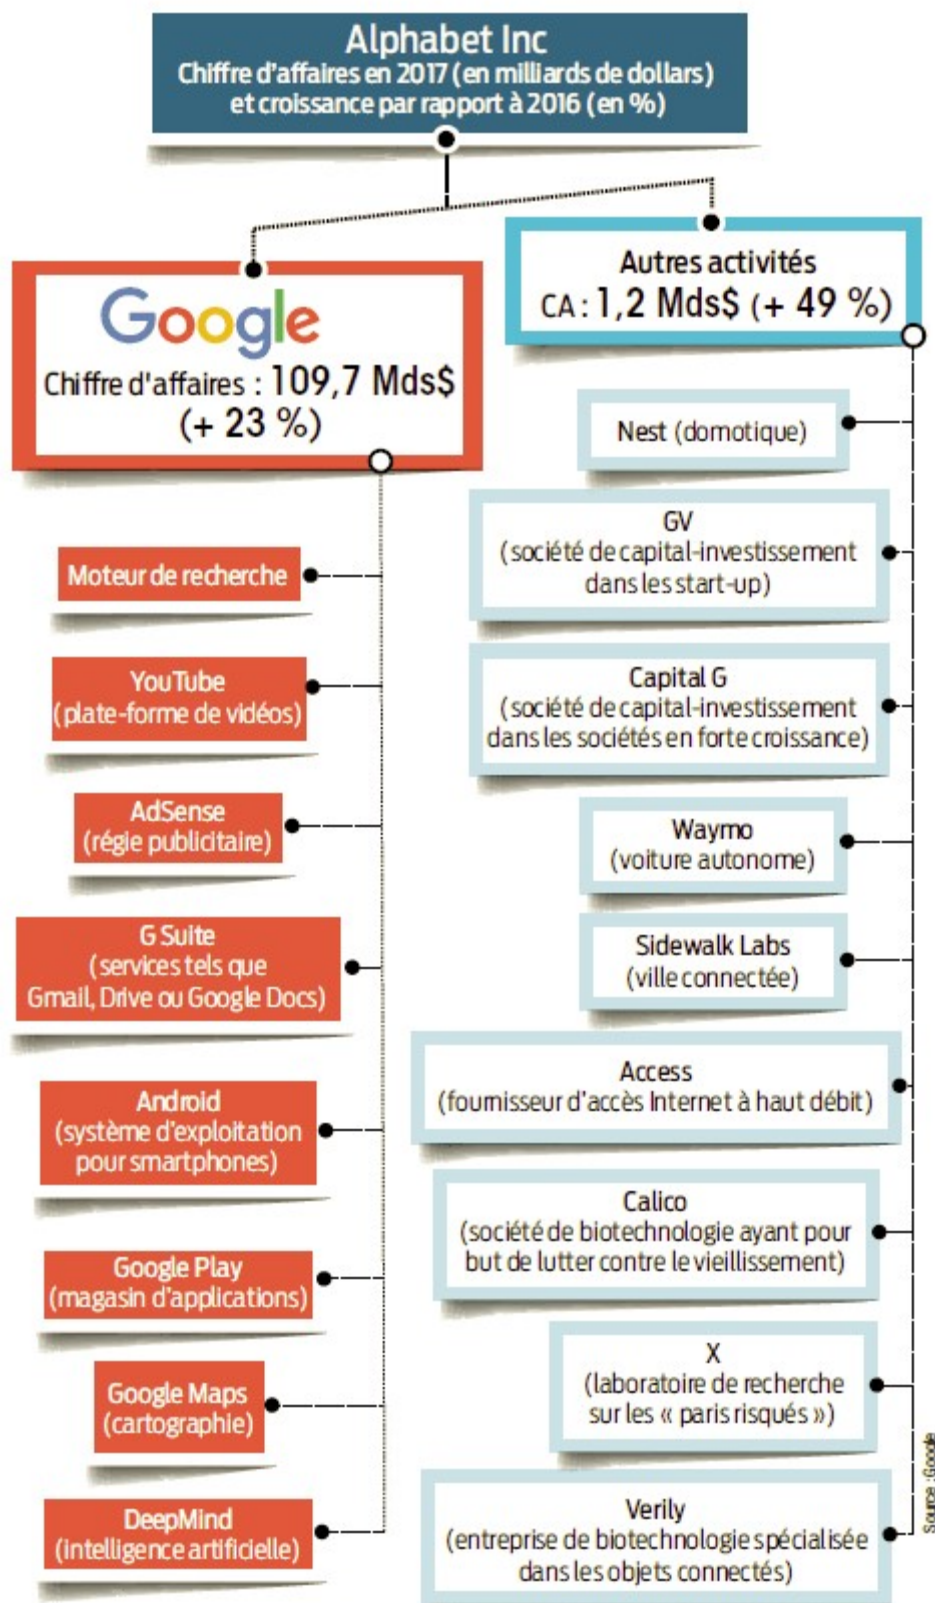 Alphabet Inc
Chiffre d'affaires en 2017 (en milliards de dollars)
et croissance par rapport à 2016 (en %)
Google
Chiffre d'affaires : 109,7 Mds$
(+ 23 %)
Moteur de recherche
YouTube
(plate-forme de vidéos)
AdSense
(régie publicitaire)
G Suite
(services tels que
Gmail, Drive ou Google Docs)
Android
(système d'exploitation
pour smartphones)
Google Play
(magasin d'applications)
Google Maps
(cartographie)
DeepMind
(intelligence artificielle)
Autres activités
CA : 1,2 Mds$ (+ 49 %)
Nest (domotique)
GV
(société de capital-investissement
dans les start-up)
Capital G
(société de capital-investissement
dans les sociétés en forte croissance)
Waymo
(voiture autonome)
Sidewalk Labs
(ville connectée)
Access
(fournisseur d'accès Internet à haut débit)
Calico
(société de biotechnologie ayant pour
but de lutter contre le vieillissement)
X
(laboratoire de recherche
sur les « paris risqués »)
Verily
(entreprise de biotechnologie spécialisée
dans les objets connectés)
Source : Google